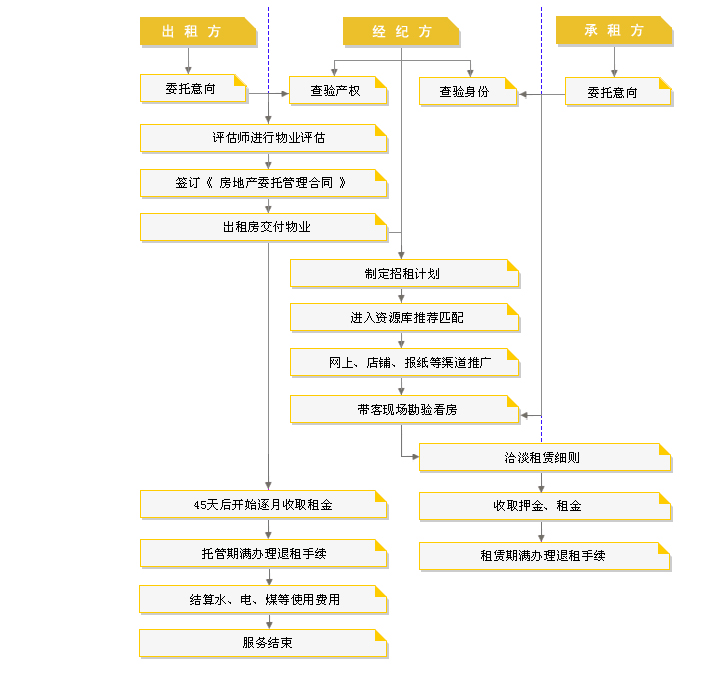 出 租 方
经 纪 方
承 租 方
委托意向
查验产权
查验身份
委托意向
评估师进行物业评估
签订《 房地产委托管理合同 》
出租房交付物业
制定招租计划
进入资源库推荐匹配
网上、店铺、报纸等渠道推广
带客现场勘验看房
洽淡租赁细则
45天后开始逐月收取租金
收取押金、租金
托管期满办理退租手续
租赁期满办理退租手续
结算水、电、煤等使用费用
服务结束